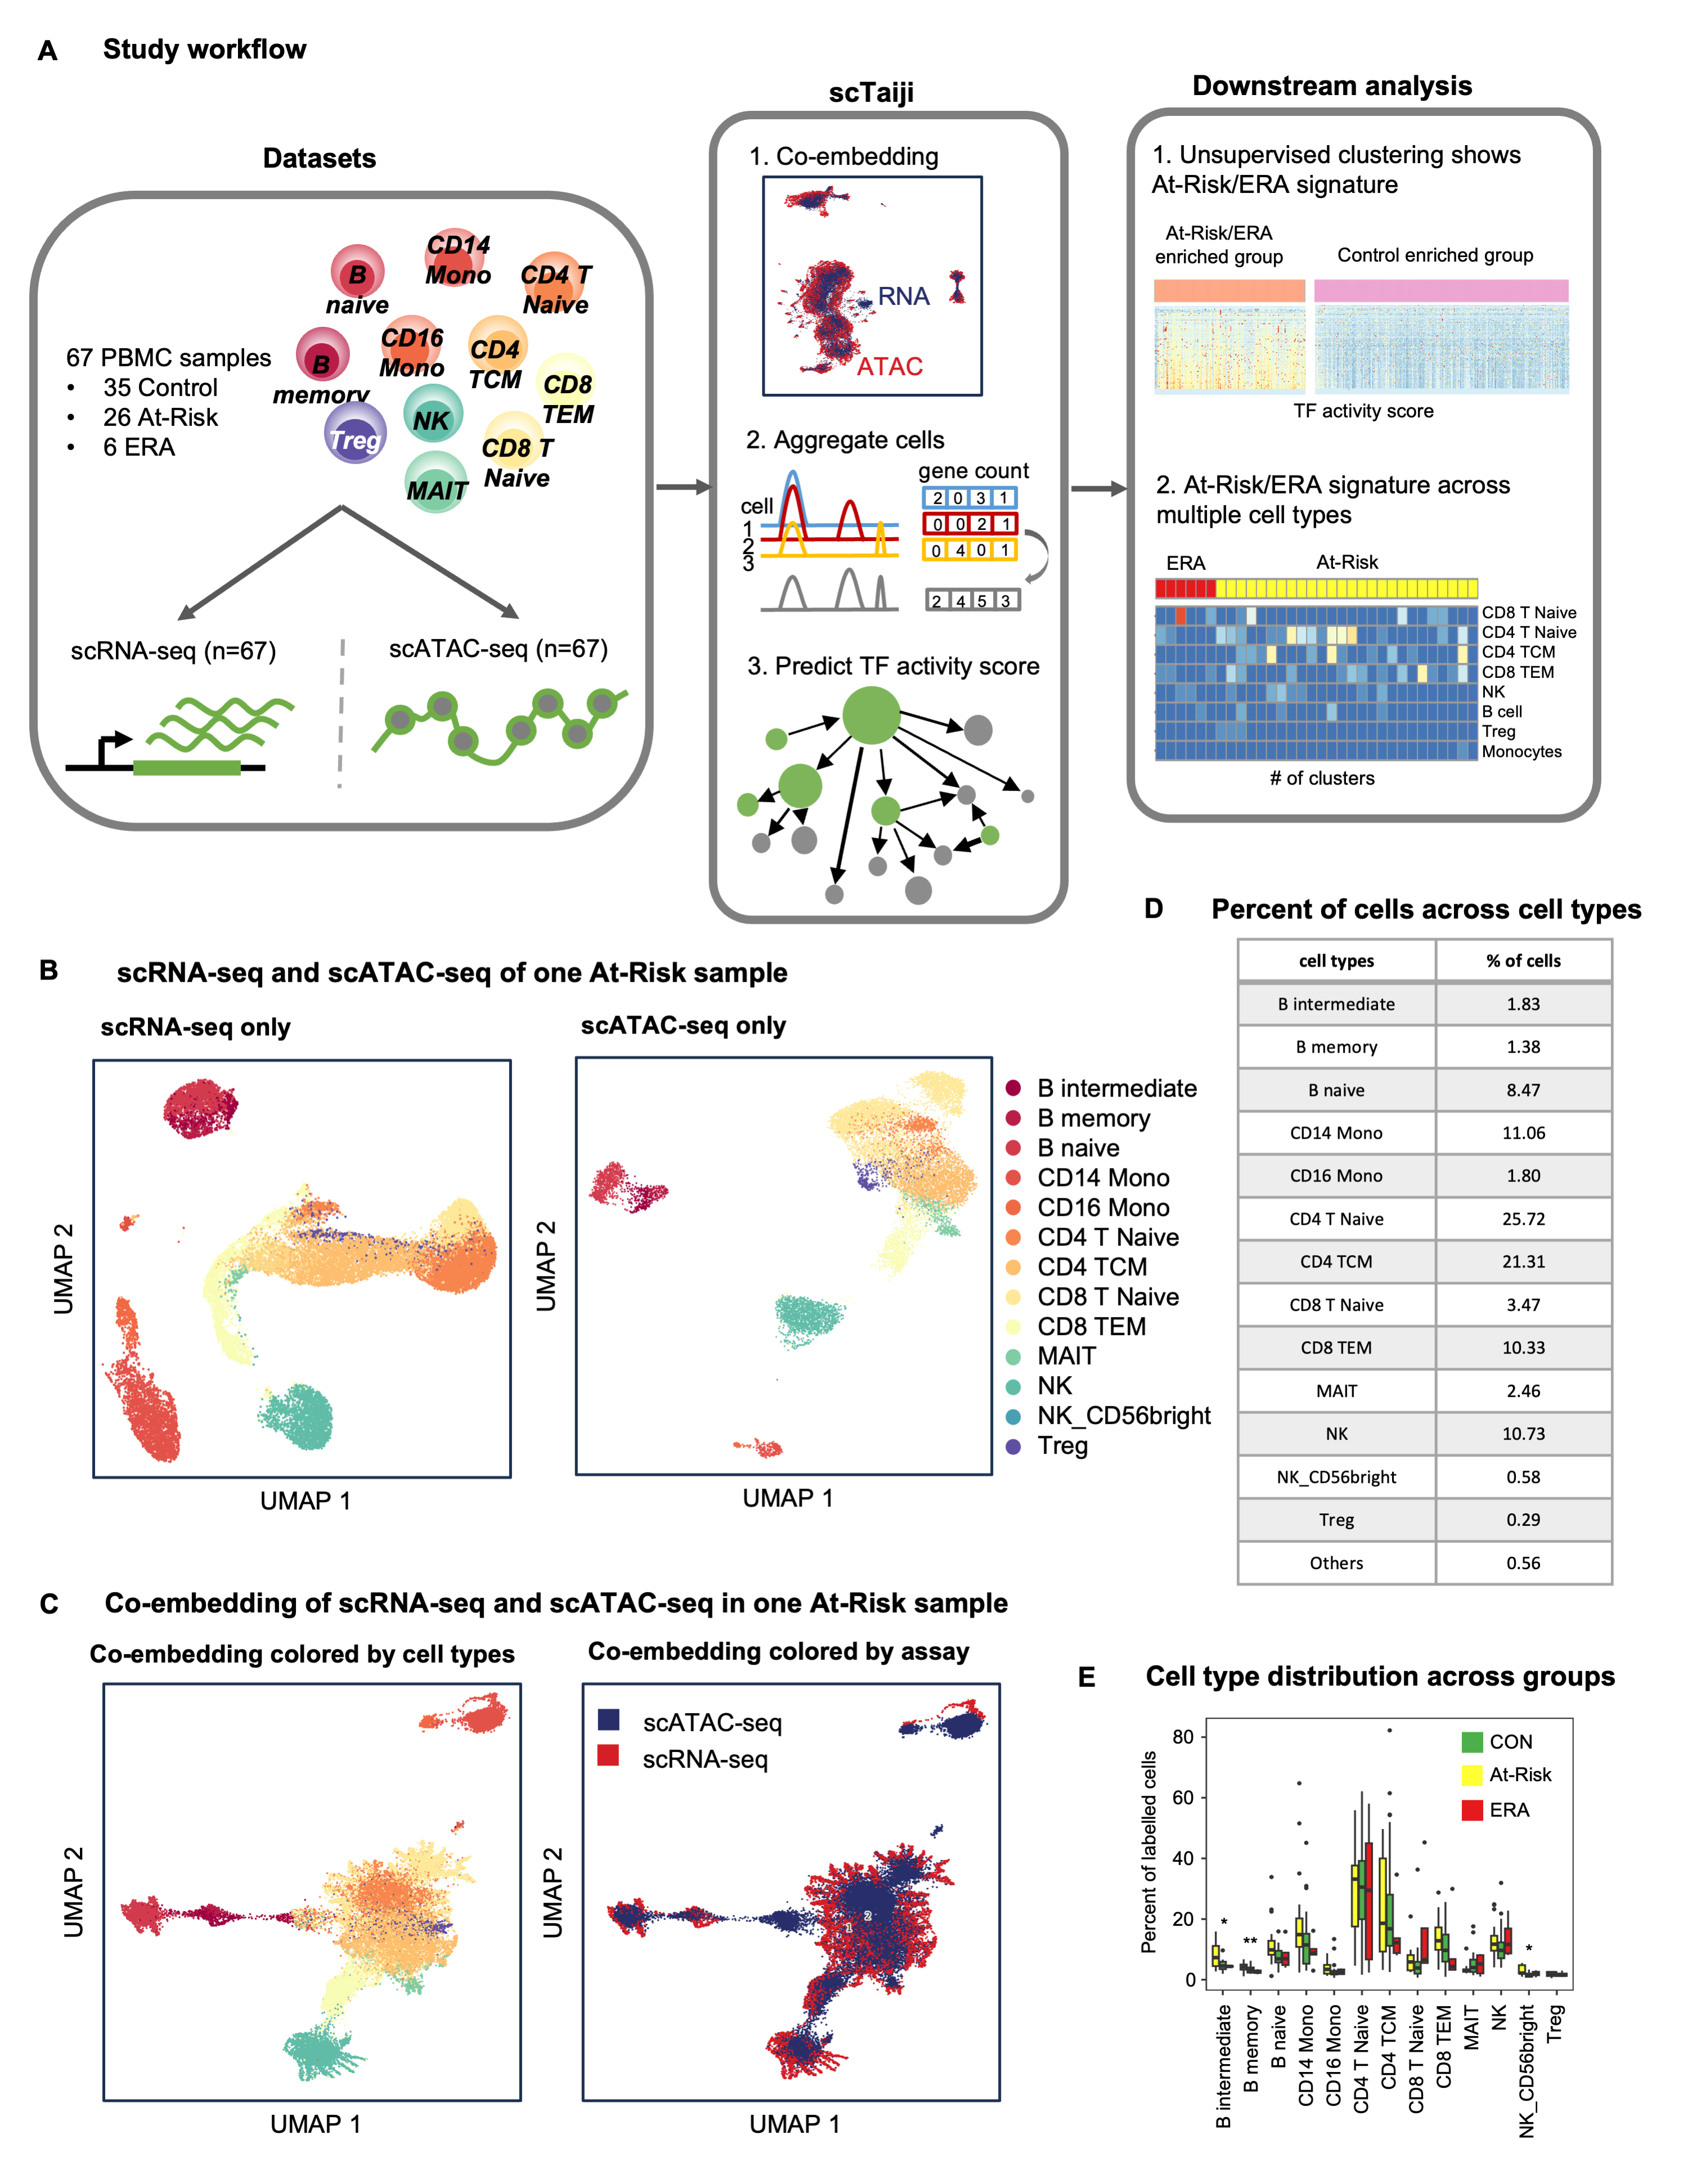 A Study workflow
Datasets
67 PBMC samples
• 35 Control
• 26 At-Risk
• 6 ERA
B
naive
CD14
Mono
CD4 T
Naive
B
memory
CD16
Mono
CD4
TCM
CD8
TEM
Treg
NK
CD8 T
Naive
MAIT
scRNA-seq (n=67)
scATAC-seq (n=67)
scTaiji
1. Co-embedding
RNA
ATAC
2. Aggregate cells
gene count
cell
1
2
3
2 0 3 1
0 0 2 1
0 4 0 1
2 4 5 3
3. Predict TF activity score
Downstream analysis
1. Unsupervised clustering shows
At-Risk/ERA signature
At-Risk/ERA
enriched group
Control enriched group
TF activity score
2. At-Risk/ERA signature across
multiple cell types
ERA
At-Risk
CD8 T Naive
CD4 T Naive
CD4 TCM
CD8 TEM
NK
B cell
Treg
Monocytes
# of clusters
B scRNA-seq and scATAC-seq of one At-Risk sample
scRNA-seq only
UMAP 2
UMAP 1
scATAC-seq only
UMAP 2
UMAP 1
B intermediate
B memory
B naive
CD14 Mono
CD16 Mono
CD4 T Naive
CD4 TCM
CD8 T Naive
CD8 TEM
MAIT
NK
NK_CD56bright
Treg
C Co-embedding of scRNA-seq and scATAC-seq in one At-Risk sample
Co-embedding colored by cell types
UMAP 2
UMAP 1
Co-embedding colored by assay
scATAC-seq
scRNA-seq
1
2
UMAP 2
UMAP 1
D Percent of cells across cell types
cell types % of cells
B intermediate 1.83
B memory 1.38
B naive 8.47
CD14 Mono 11.06
CD16 Mono 1.80
CD4 T Naive 25.72
CD4 TCM 21.31
CD8 T Naive 3.47
CD8 TEM 10.33
MAIT 2.46
NK 10.73
NK_CD56bright 0.58
Treg 0.29
Others 0.56
E Cell type distribution across groups
Percent of labelled cells
80
60
40
20
0
CON
At-Risk
ERA
*
**
*
B intermediate
B memory
B naive
CD14 Mono
CD16 Mono
CD4 T Naive
CD4 TCM
CD8 T Naive
CD8 TEM
MAIT
NK
NK_CD56bright
Treg